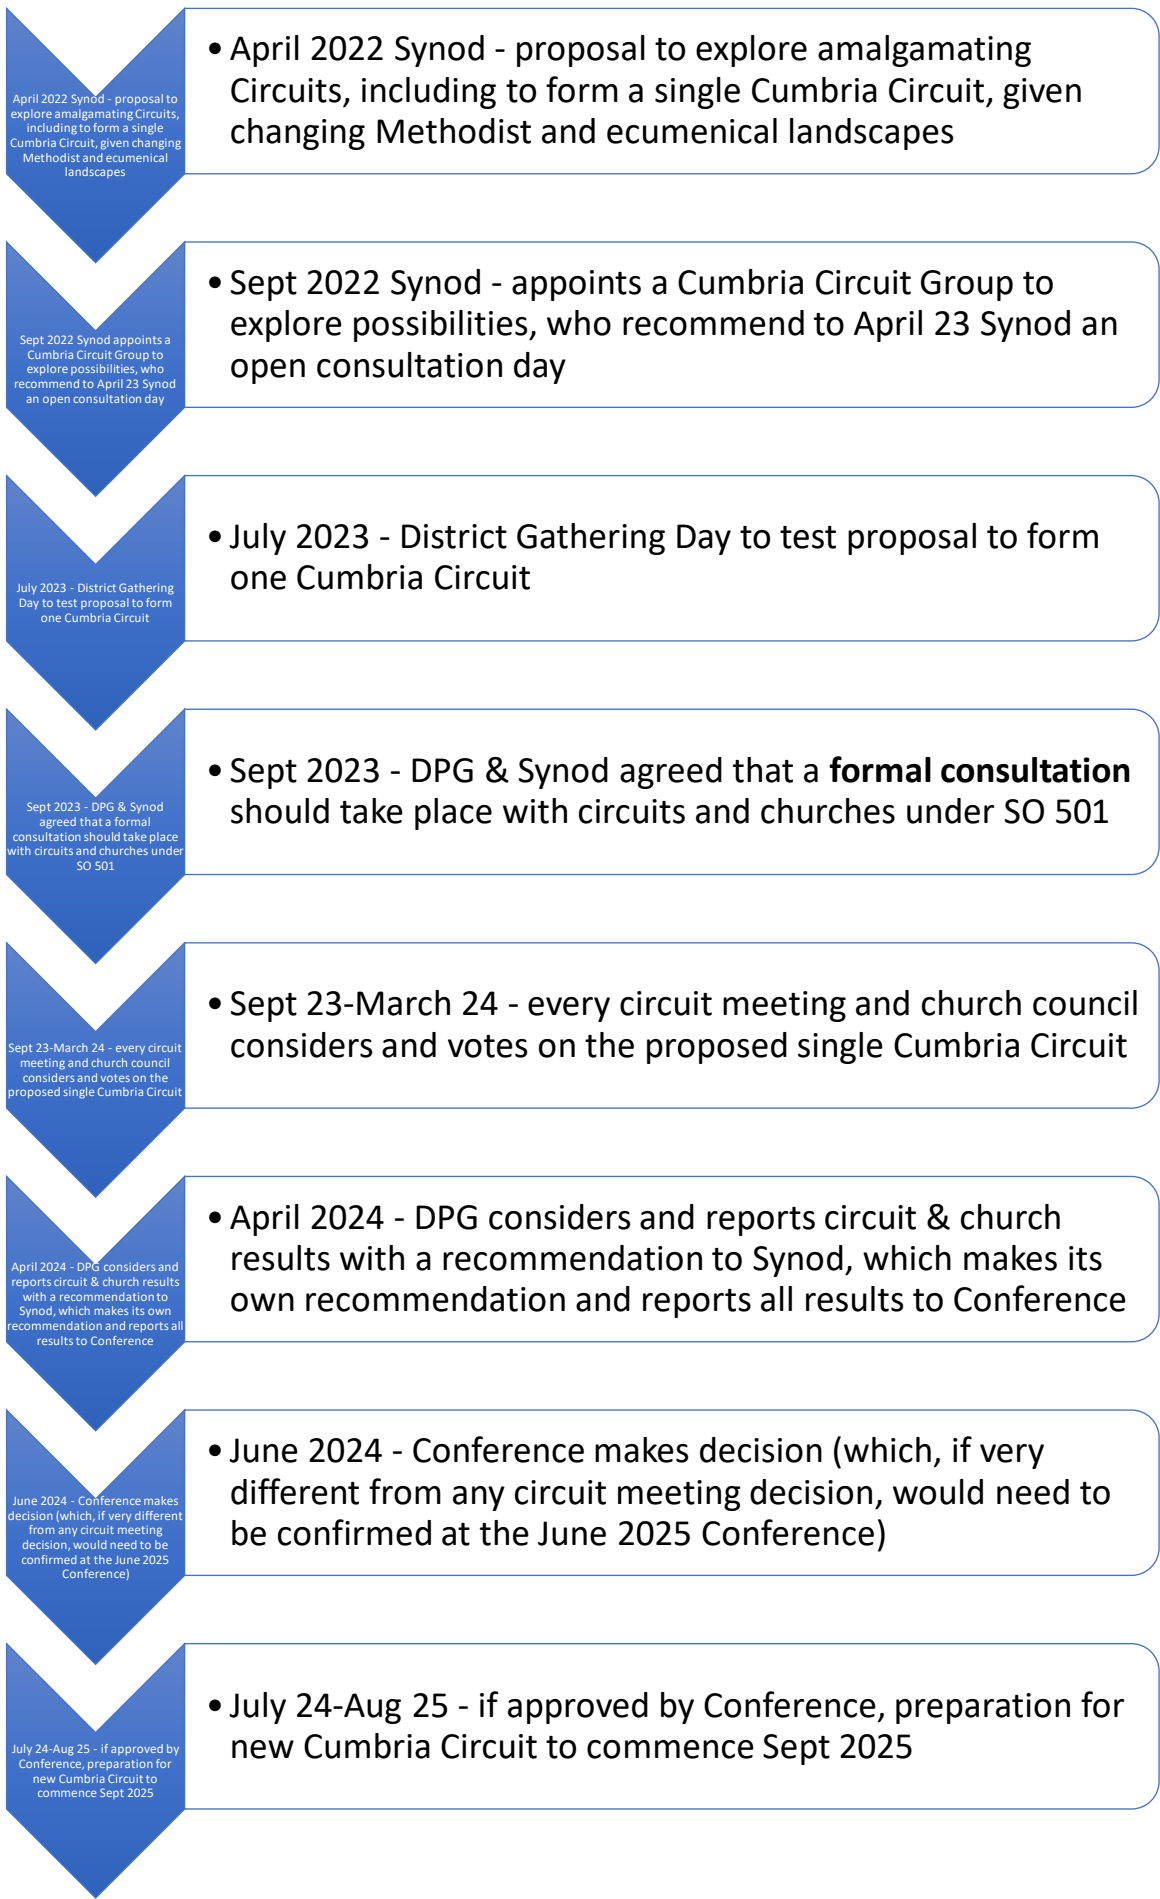 April 2022 Synod - proposal to
explore amalgamating Circuits,
including to form a single
Cumbria Circuit, given changing
Methodist and ecumenical
landscapes
• April 2022 Synod - proposal to explore amalgamating
Circuits, including to form a single Cumbria Circuit, given
changing Methodist and ecumenical landscapes
Sept 2022 Synod appoints a
Cumbria Circuit Group to
explore possibilities, who
recommend to April 23 Synod
an open consultation day
• Sept 2022 Synod - appoints a Cumbria Circuit Group to
explore possibilities, who recommend to April 23 Synod an
open consultation day
July 2023 - District Gathering
Day to test proposal to form
one Cumbria Circuit
• July 2023 - District Gathering Day to test proposal to form
one Cumbria Circuit
Sept 2023 - DPG & Synod
agreed that a formal
consultation should take place
with circuits and churches under
SO 501
• Sept 2023 - DPG & Synod agreed that a formal consultation
should take place with circuits and churches under SO 501
Sept 23-March 24 - every circuit
meeting and church council
considers and votes on the
proposed single Cumbria Circuit
• Sept 23-March 24 - every circuit meeting and church council
considers and votes on the proposed single Cumbria Circuit
April 2024 - DPG considers and
reports circuit & church results
with a recommendation to
Synod, which makes its own
recommendation and reports all
results to Conference
• April 2024 - DPG considers and reports circuit & church
results with a recommendation to Synod, which makes its
own recommendation and reports all results to Conference
June 2024 - Conference makes
decision (which, if very different
from any circuit meeting
decision, would need to be
confirmed at the June 2025
Conference)
• June 2024 - Conference makes decision (which, if very
different from any circuit meeting decision, would need to
be confirmed at the June 2025 Conference)
July 24-Aug 25 - if approved by
Conference, preparation for
new Cumbria Circuit to
commence Sept 2025
• July 24-Aug 25 - if approved by Conference, preparation for
new Cumbria Circuit to commence Sept 2025